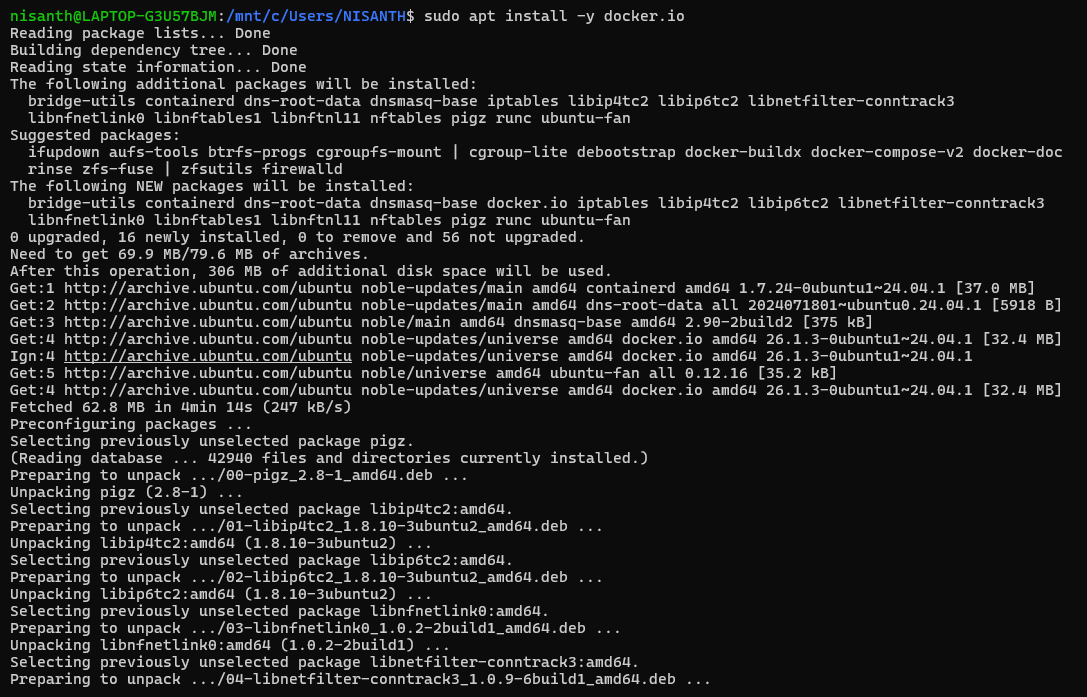 nisanth@LAPTOP-G3U57BJM:/mnt/c/Users/NISANTH$ sudo apt install -y docker.io
Reading package lists... Done
Building dependency tree... Done
Reading state information... Done
The following additional packages will be installed:
  bridge-utils containerd dns-root-data dnsmasq-base iptables libip4tc2 libip6tc2 libnetfilter-conntrack3
  libnfnetlink0 libnftables1 libnftnl11 nftables pigz runc ubuntu-fan
Suggested packages:
  ifupdown aufs-tools btrfs-progs cgroupfs-mount | cgroup-lite debootstrap docker-buildx docker-compose-v2 docker-doc
  rinse zfs-fuse | zfsutils firewalld
The following NEW packages will be installed:
  bridge-utils containerd dns-root-data dnsmasq-base docker.io iptables libip4tc2 libip6tc2 libnetfilter-conntrack3
  libnfnetlink0 libnftables1 libnftnl11 nftables pigz runc ubuntu-fan
0 upgraded, 16 newly installed, 0 to remove and 56 not upgraded.
Need to get 69.9 MB/79.6 MB of archives.
After this operation, 306 MB of additional disk space will be used.
Get:1 http://archive.ubuntu.com/ubuntu noble-updates/main amd64 containerd amd64 1.7.24-0ubuntu1~24.04.1 [37.0 MB]
Get:2 http://archive.ubuntu.com/ubuntu noble-updates/main amd64 dns-root-data all 2024071801~ubuntu0.24.04.1 [5918 B]
Get:3 http://archive.ubuntu.com/ubuntu noble/main amd64 dnsmasq-base amd64 2.90-2build2 [375 kB]
Get:4 http://archive.ubuntu.com/ubuntu noble-updates/universe amd64 docker.io amd64 26.1.3-0ubuntu1~24.04.1 [32.4 MB]
Ign:4 http://archive.ubuntu.com/ubuntu noble-updates/universe amd64 docker.io amd64 26.1.3-0ubuntu1~24.04.1
Get:5 http://archive.ubuntu.com/ubuntu noble/universe amd64 ubuntu-fan all 0.12.16 [35.2 kB]
Get:4 http://archive.ubuntu.com/ubuntu noble-updates/universe amd64 docker.io amd64 26.1.3-0ubuntu1~24.04.1 [32.4 MB]
Fetched 62.8 MB in 4min 14s (247 kB/s)
Preconfiguring packages ...
Selecting previously unselected package pigz.
(Reading database ... 42940 files and directories currently installed.)
Preparing to unpack .../00-pigz_2.8-1_amd64.deb ...
Unpacking pigz (2.8-1) ...
Selecting previously unselected package libip4tc2:amd64.
Preparing to unpack .../01-libip4tc2_1.8.10-3ubuntu2_amd64.deb ...
Unpacking libip4tc2:amd64 (1.8.10-3ubuntu2) ...
Selecting previously unselected package libip6tc2:amd64.
Preparing to unpack .../02-libip6tc2_1.8.10-3ubuntu2_amd64.deb ...
Unpacking libip6tc2:amd64 (1.8.10-3ubuntu2) ...
Selecting previously unselected package libnfnetlink0:amd64.
Preparing to unpack .../03-libnfnetlink0_1.0.2-2build1_amd64.deb ...
Unpacking libnfnetlink0:amd64 (1.0.2-2build1) ...
Selecting previously unselected package libnetfilter-conntrack3:amd64.
Preparing to unpack .../04-libnetfilter-conntrack3_1.0.9-6build1_amd64.deb ...